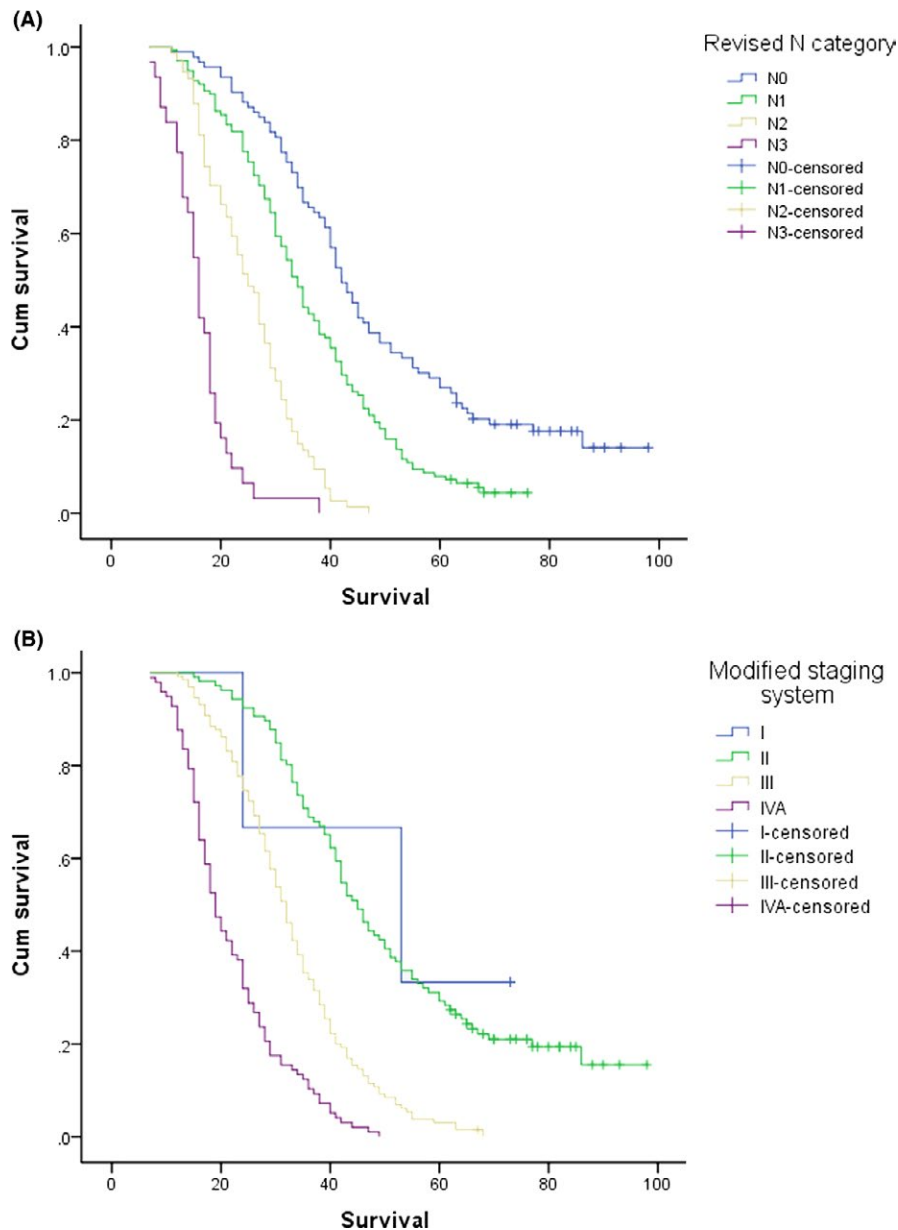 (A)
Revised N category
N0
N1
N2
N3
N0-censored
N1-censored
N2-censored
N3-censored
Cum survival
1.0
.8
.6
.4
.2
.0
0 20 40 60 80 100
Survival
(B)
Modified staging
system
I
II
III
IVA
I-censored
II-censored
III-censored
IVA-censored
Cum survival
1.0
.8
.6
.4
.2
.0
0 20 40 60 80 100
Survival